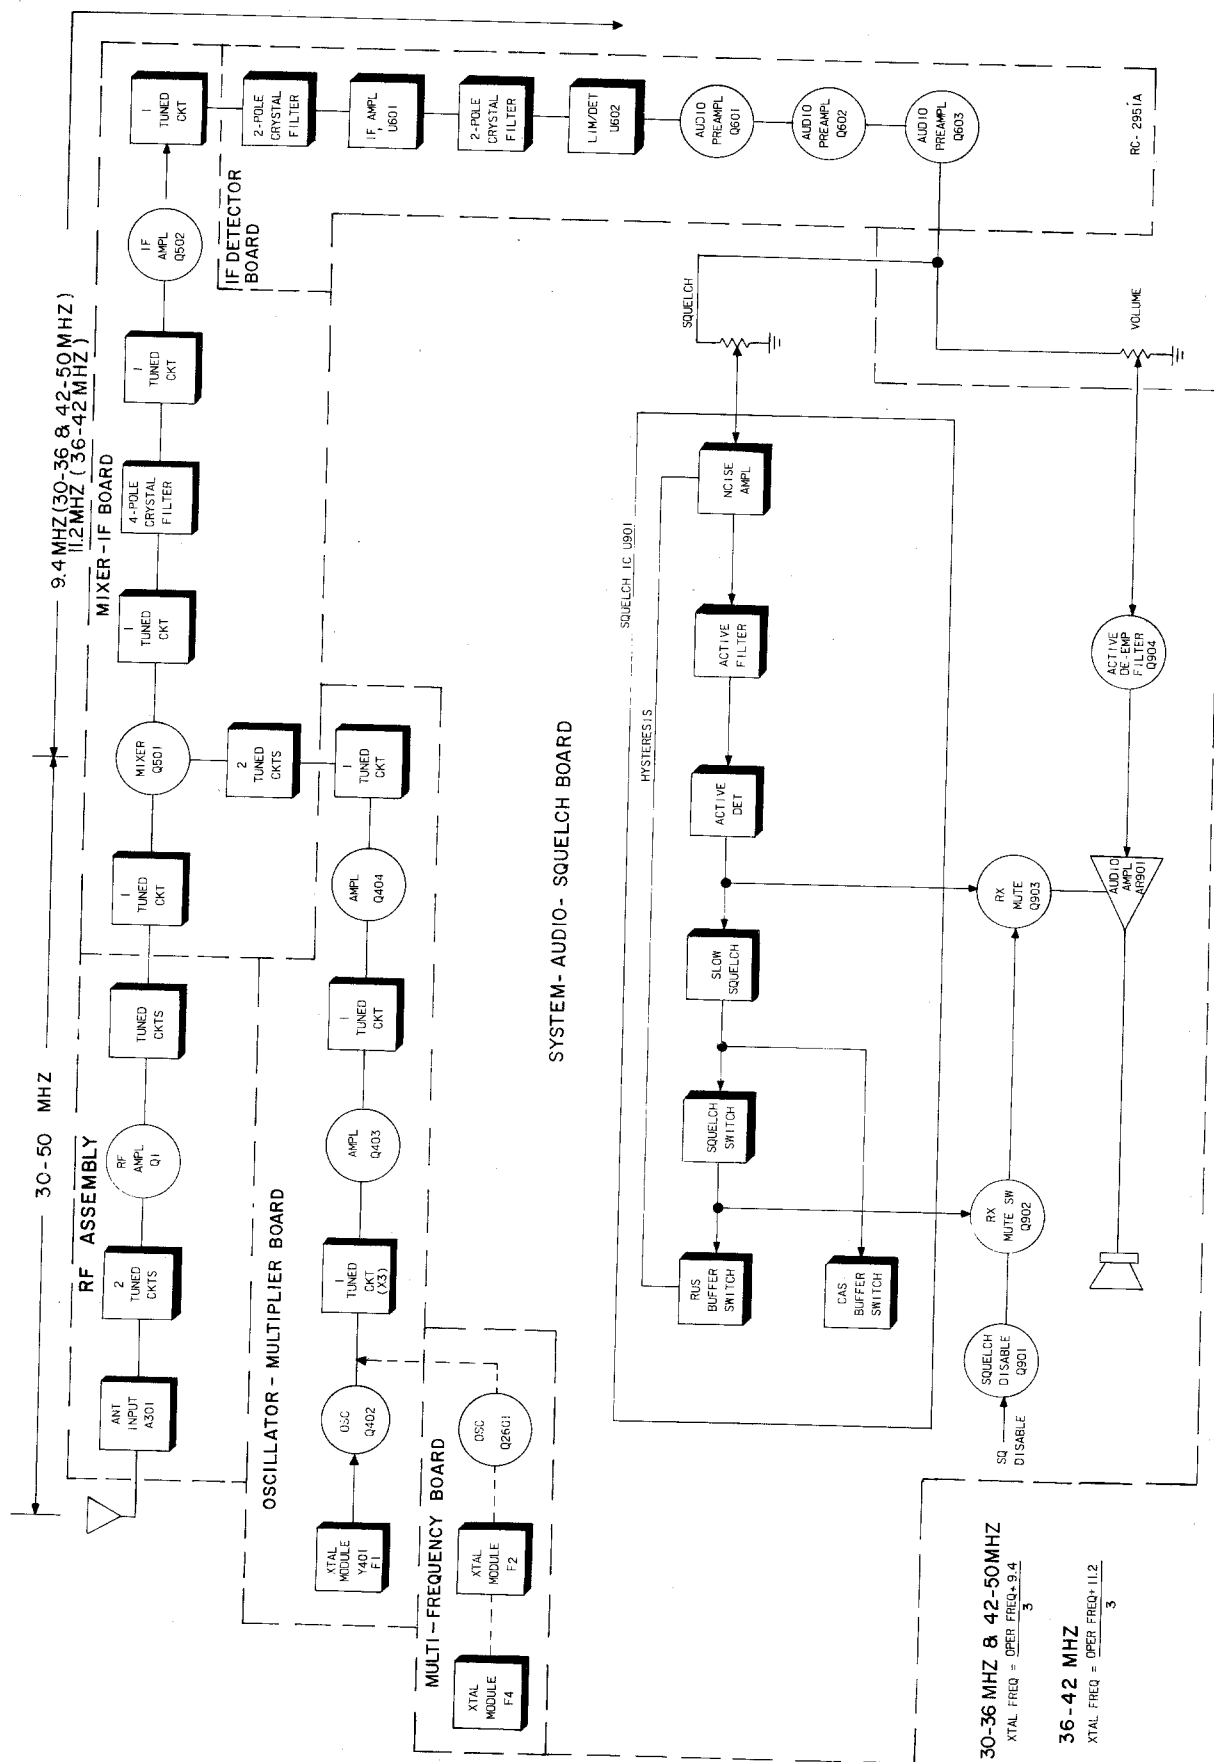 30-50 MHZ
9.4 MHZ (30-36 & 42-50 MHZ)
11.2 MHZ (36-42 MHZ)
RF ASSEMBLY
MIXER-IF BOARD
ANT
INPUT
A301
2
TUNED
CKTS
RF
AMPL
Q1
TUNED
CKTS
1
TUNED
CKT
MIXER
Q501
1
TUNED
CKT
4-POLE
CRYSTAL
FILTER
1
TUNED
CKT
IF
AMPL
Q502
1
TUNED
CKT
2
TUNED
CKTS
IF DETECTOR
BOARD
2-POLE
CRYSTAL
FILTER
IF AMPL
U601
2-POLE
CRYSTAL
FILTER
LIM/DET
U602
AUDIO
PREAMPL
Q601
AUDIO
PREAMPL
Q602
AUDIO
PREAMPL
Q603
RC-2951A
OSCILLATOR-MULTIPLIER BOARD
XTAL
MODULE
Y401
F1
OSC
Q402
1
TUNED
CKT
(X3)
AMPL
Q403
1
TUNED
CKT
AMPL
Q404
1
TUNED
CKT
MULTI-FREQUENCY BOARD
XTAL
MODULE
F4
XTAL
MODULE
F2
OSC
Q2601
SYSTEM-AUDIO-SQUELCH BOARD
SQUELCH IC U901
HYSTERESIS
SQUELCH
NOISE
AMPL
ACTIVE
FILTER
ACTIVE
DET
SLOW
SQUELCH
SQUELCH
SWITCH
RUS
BUFFER
SWITCH
CAS
BUFFER
SWITCH
SQ
DISABLE
SQUELCH
DISABLE
Q901
RX
MUTE SW
Q902
RX
MUTE
Q903
AUDIO
AMPL
AR901
ACTIVE
DE-EMP
FILTER
Q904
VOLUME
30-36 MHZ & 42-50MHZ
XTAL FREQ = OPER FREQ+9.4
3
36-42 MHZ
XTAL FREQ = OPER FREQ+11.2
3